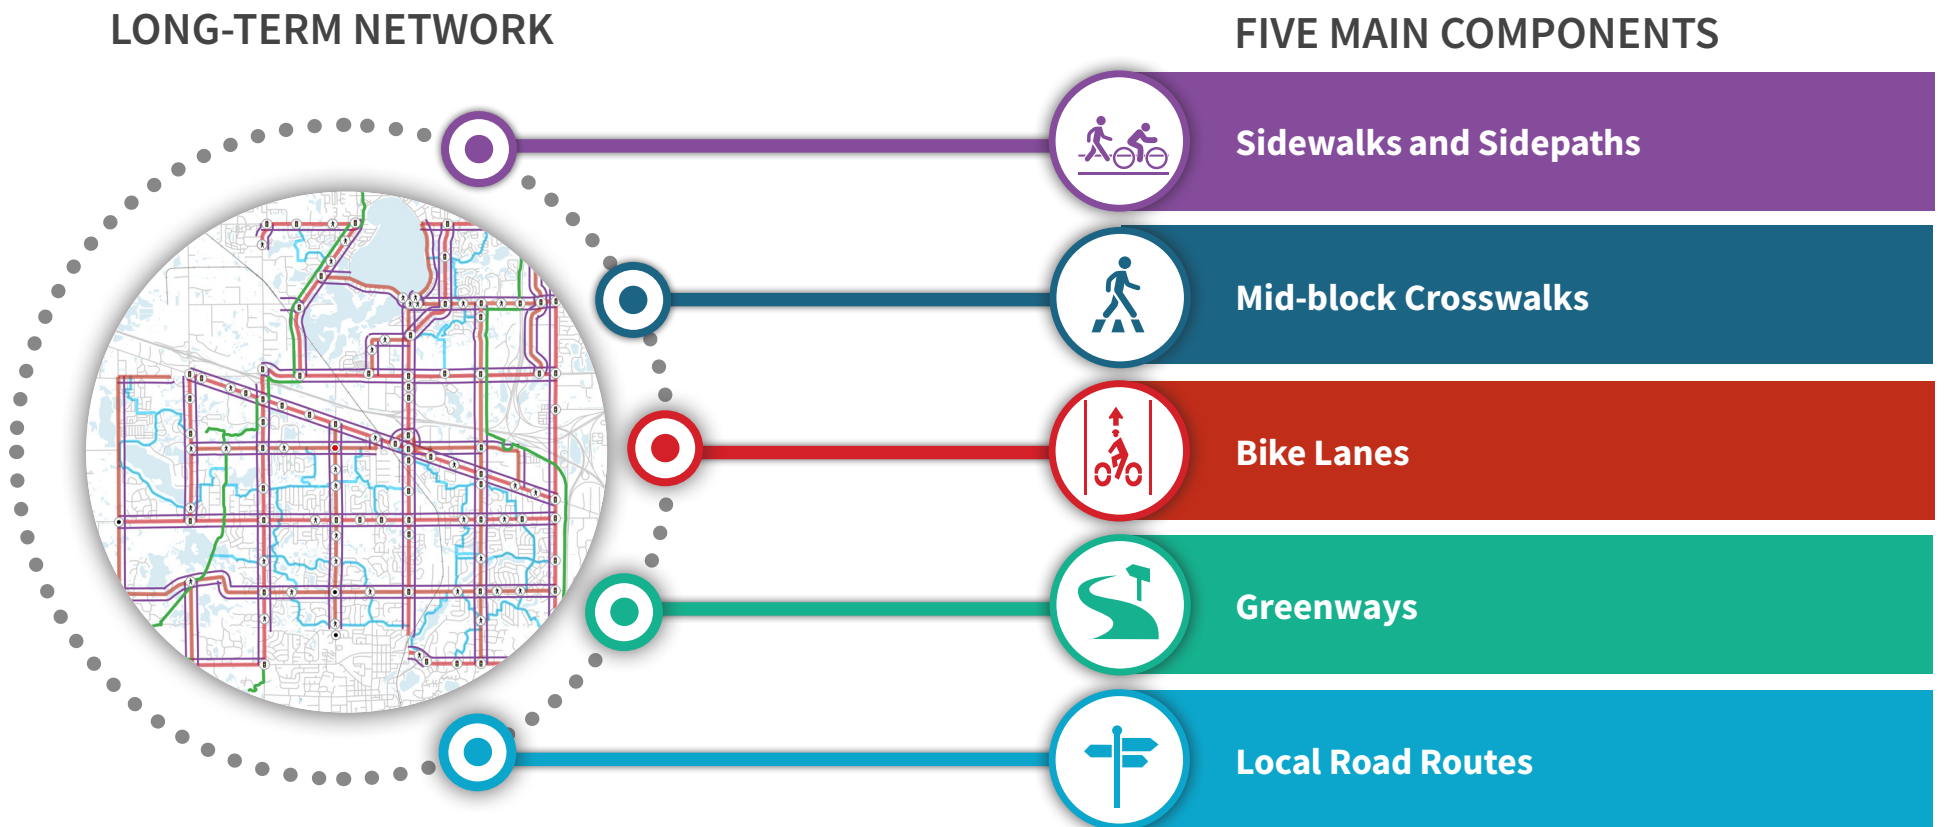 LONG-TERM NETWORK
FIVE MAIN COMPONENTS
Sidewalks and Sidepaths
Mid-block Crosswalks
Bike Lanes
Greenways
Local Road Routes